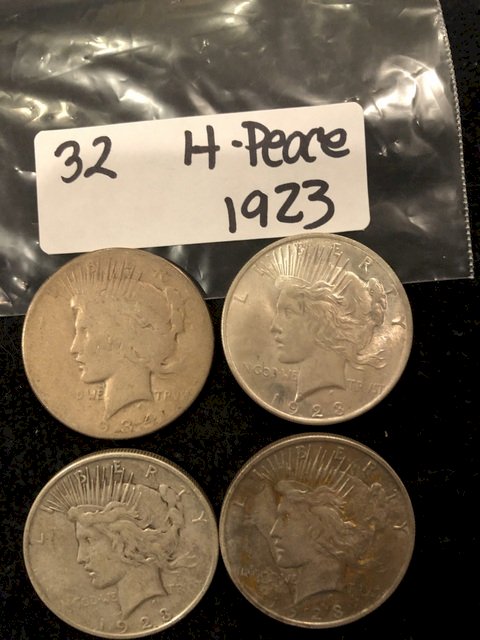 32 H-Peace
1923
LIBERTY
IN GOD WE TRVST
1923
LIBERTY
1923
LIBERTY